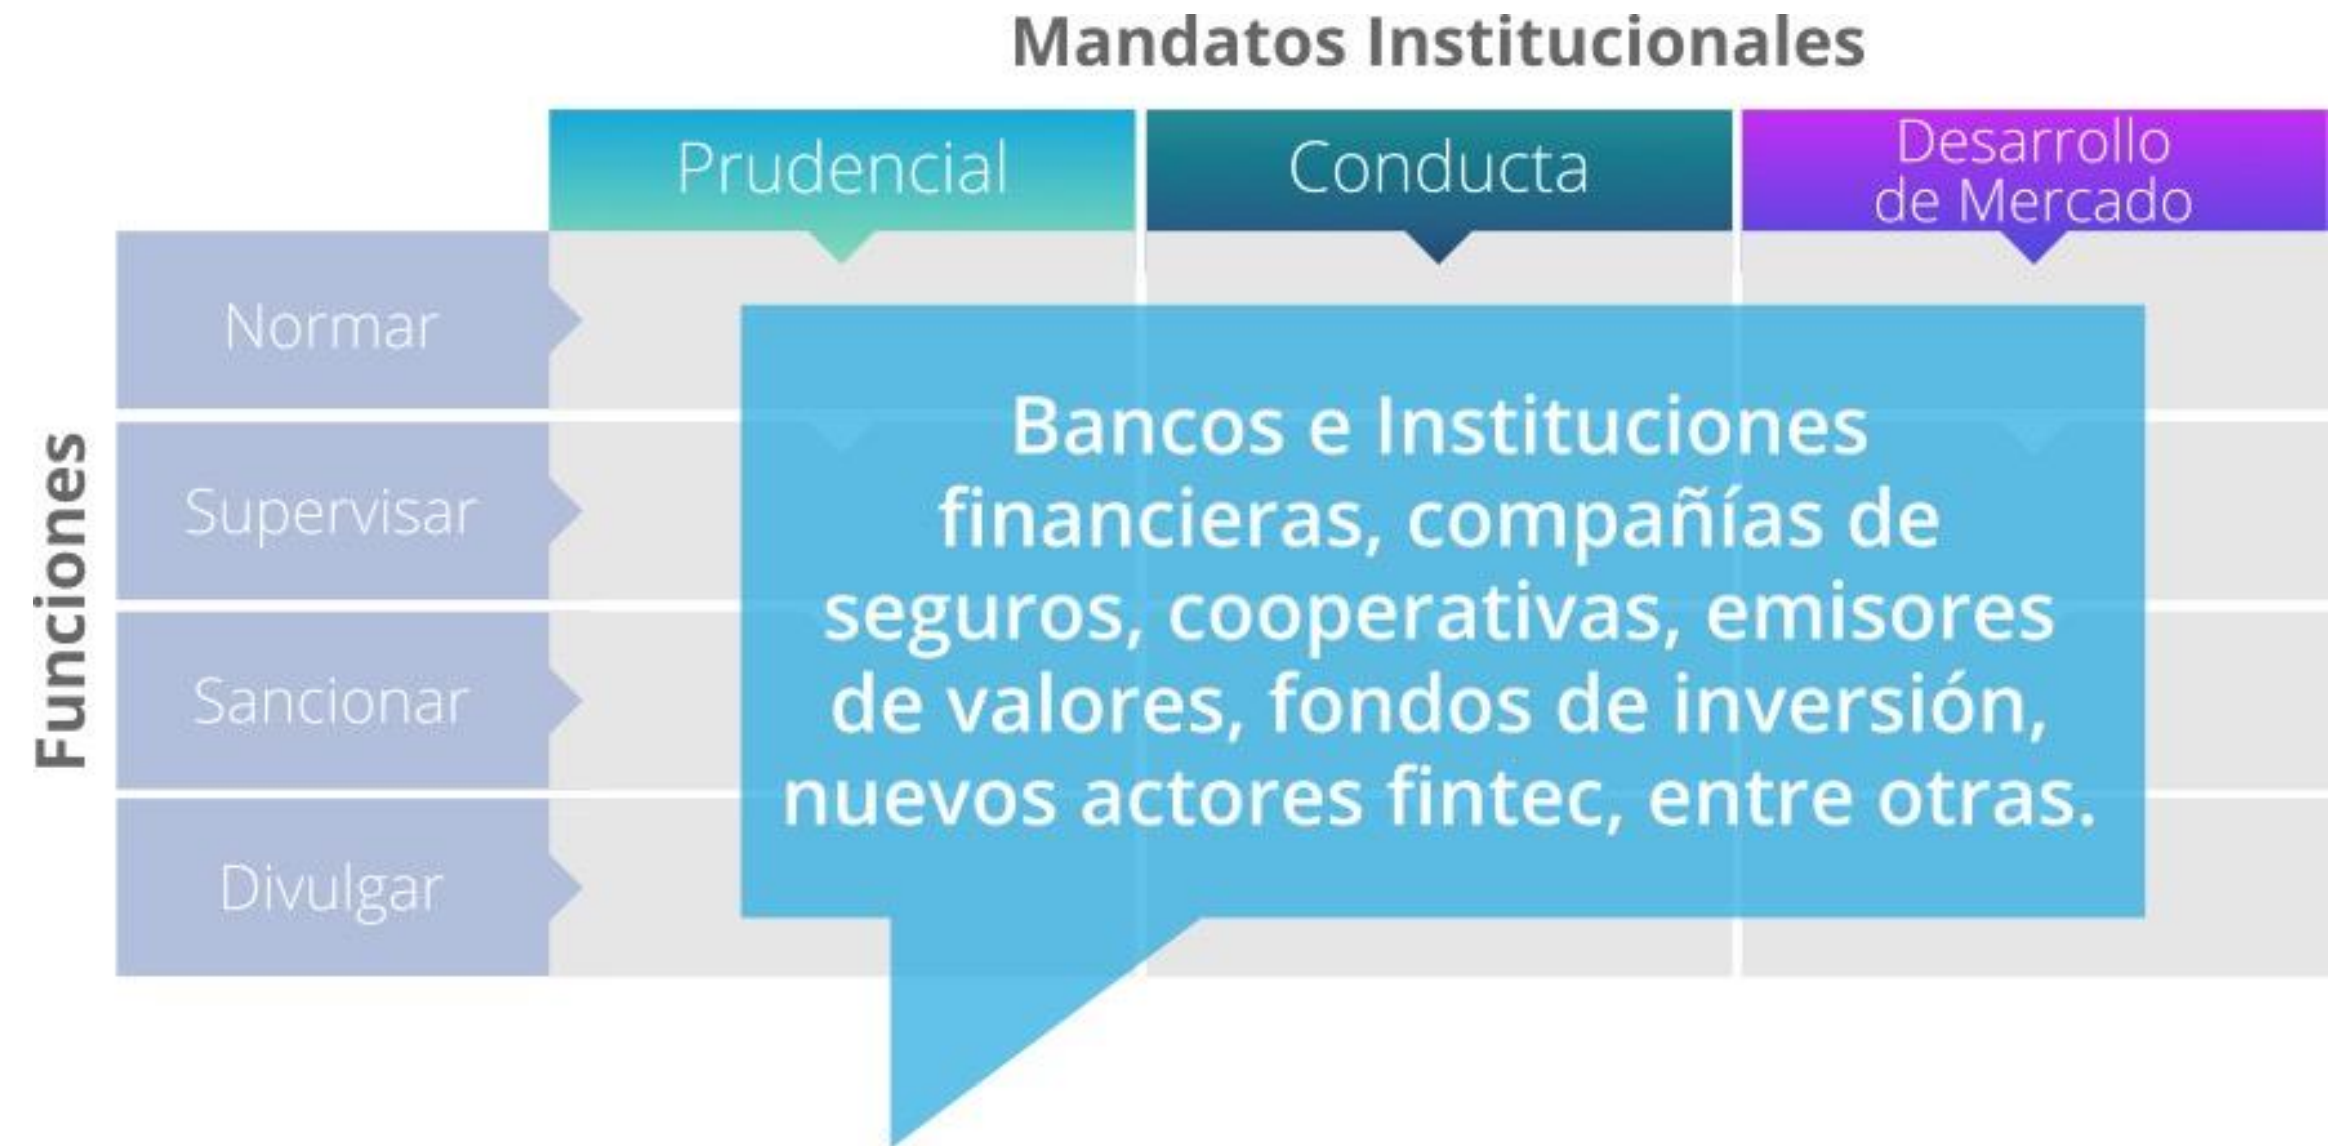 Mandatos Institucionales
Prudencial
Conducta
Desarrollo
de Mercado
Funciones
Normar
Supervisar
Sancionar
Divulgar
Bancos e Instituciones
financieras, compañías de
seguros, cooperativas, emisores
de valores, fondos de inversión,
nuevos actores fintec, entre otras.